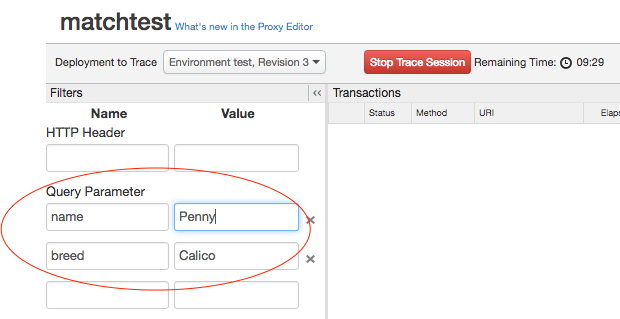 matchtest What's new in the Proxy Editor
Deployment to Trace Environment test, Revision 3 Stop Trace Session Remaining Time: 09:29
Filters ‹‹ Transactions
Name Value Status Method URI Elaps
HTTP Header
Query Parameter
name Penny ×
breed Calico ×